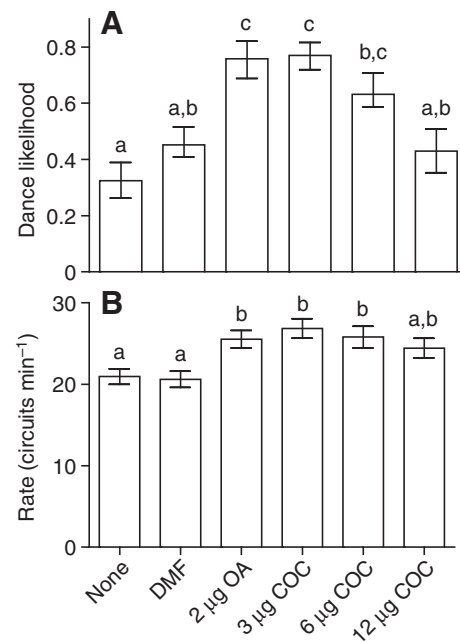 A
0.8
0.6
0.4
0.2
0
Dance likelihood
a
a,b
c
c
b,c
a,b
B
30
20
10
0
Rate (circuits min⁻¹)
a
a
b
b
b
a,b
None
DMF
2 µg OA
3 µg COC
6 µg COC
12 µg COC